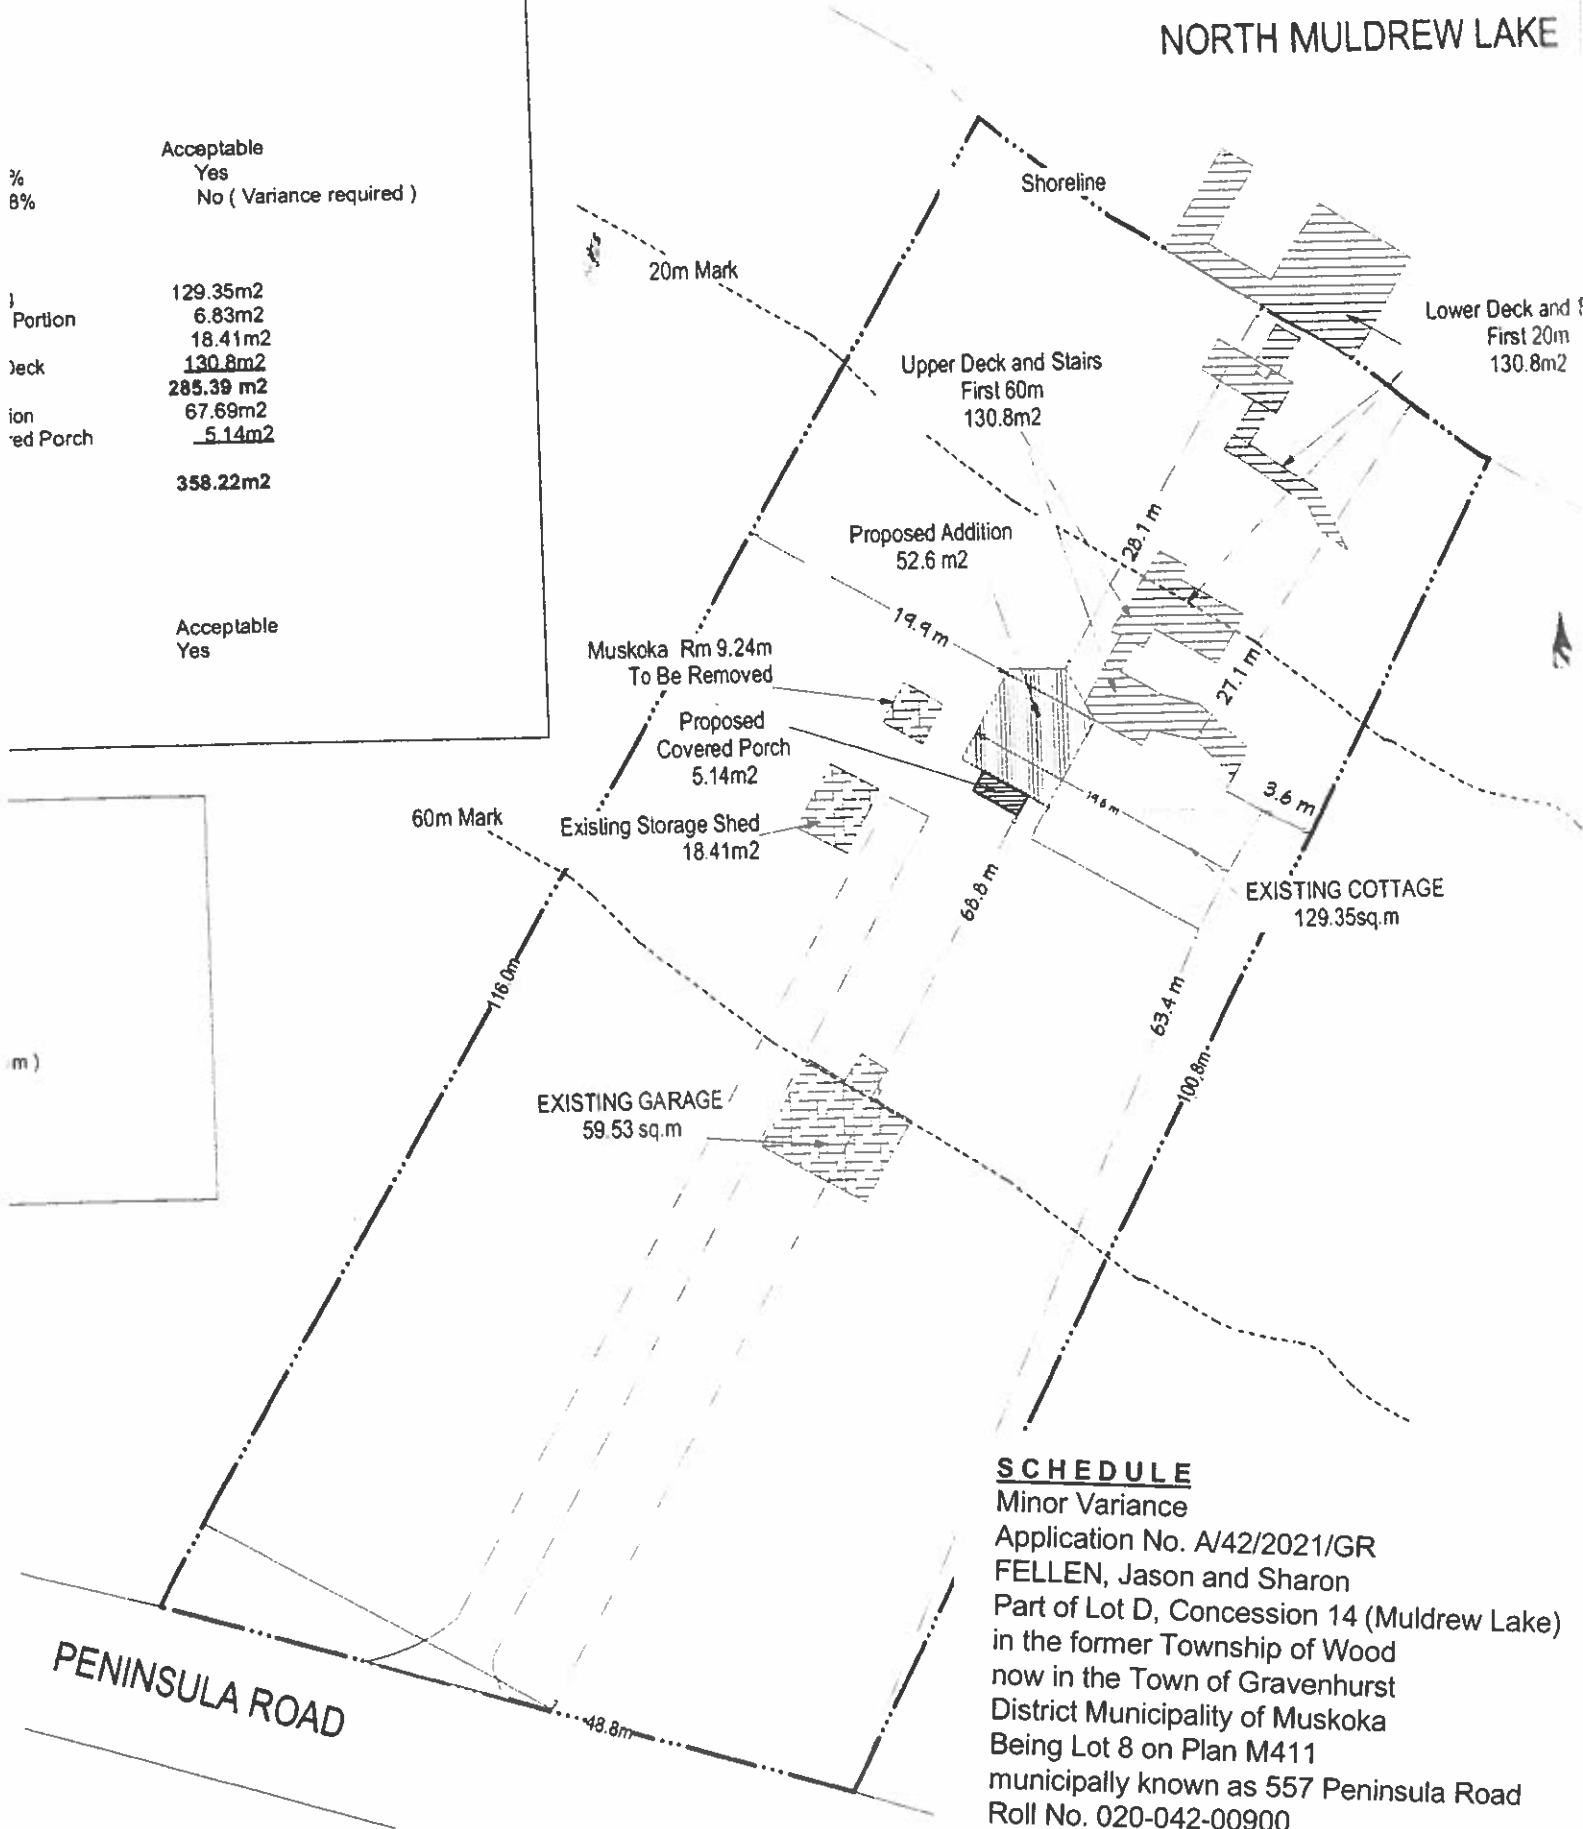 NORTH MULDREW LAKE
Acceptable
% Yes
8% No ( Variance required )
129.35m2
Portion 6.83m2
18.41m2
Deck 130.8m2
285.39 m2
ion 67.69m2
red Porch 5.14m2
358.22m2
Acceptable
Yes
m )
Shoreline
20m Mark
Lower Deck and
First 20m
130.8m2
Upper Deck and Stairs
First 60m
130.8m2
28.1 m
Proposed Addition
52.6 m2
19.9 m
27.1 m
Muskoka Rm 9.24m
To Be Removed
Proposed
Covered Porch
5.14m2
19.6 m
3.6 m
60m Mark
Existing Storage Shed
18.41m2
68.8 m
EXISTING COTTAGE
129.35sq.m
116.0m
63.4 m
100.8m
EXISTING GARAGE
59.53 sq.m
PENINSULA ROAD
48.8m
SCHEDULE
Minor Variance
Application No. A/42/2021/GR
FELLEN, Jason and Sharon
Part of Lot D, Concession 14 (Muldrew Lake)
in the former Township of Wood
now in the Town of Gravenhurst
District Municipality of Muskoka
Being Lot 8 on Plan M411
municipally known as 557 Peninsula Road
Roll No. 020-042-00900